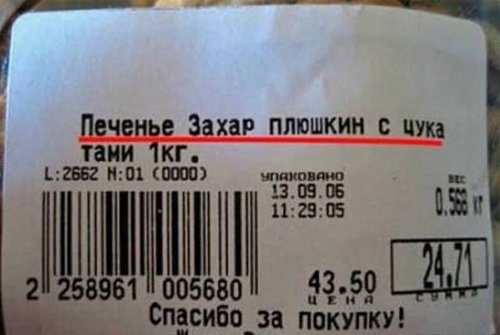 Печенье Захар плюшкин с цука
тами 1кг.
L:2662 N:01 (0000)
упаковано
13.09.06
11:29:05
вес
0.568 кг
2 258961 005680
43.50
цена
24.71
сумма
Спасибо за покупку!